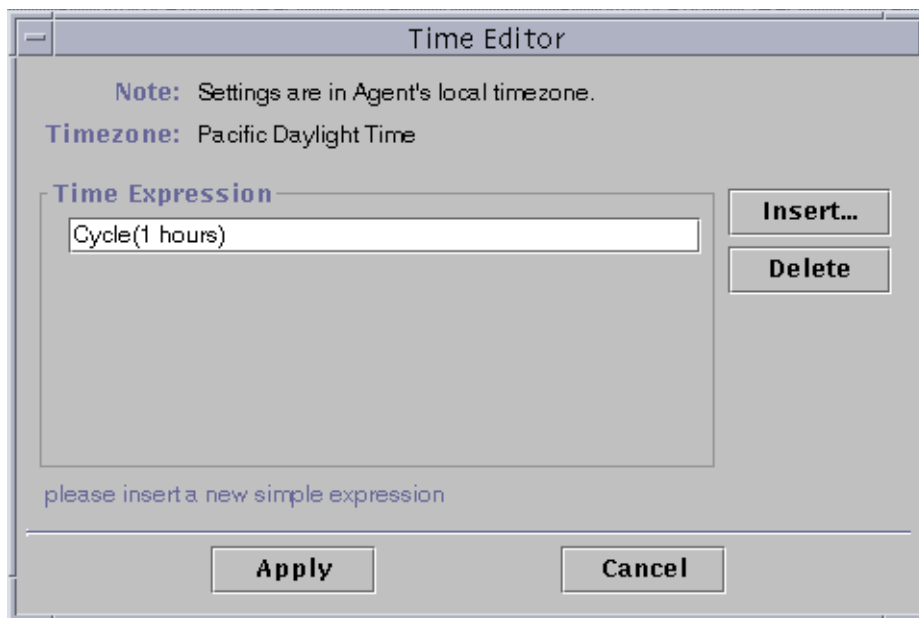 Time Editor
Note: Settings are in Agent's local timezone.
Timezone: Pacific Daylight Time
Time Expression
Insert...
Cycle(1 hours)
Delete
please insert a new simple expression
Apply Cancel